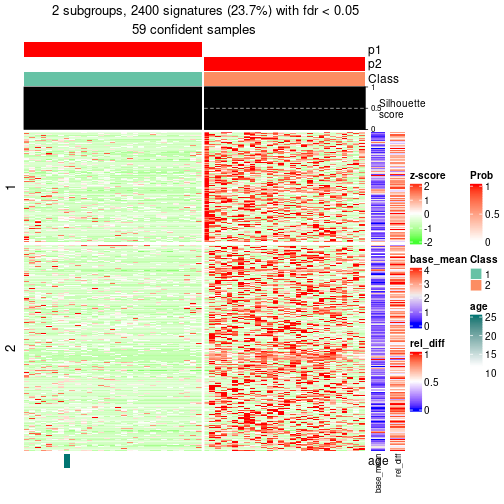 2 subgroups, 2400 signatures (23.7%) with fdr < 0.05
59 confident samples
p1
p2
Class
1
0.5
0
Silhouette
score
1
2
age
base_mean
rel_diff
z-score
2
1
0
-1
-2
base_mean
4
3
2
1
0
rel_diff
1
0.5
0
Prob
1
0.5
0
Class
1
2
age
25
20
15
10